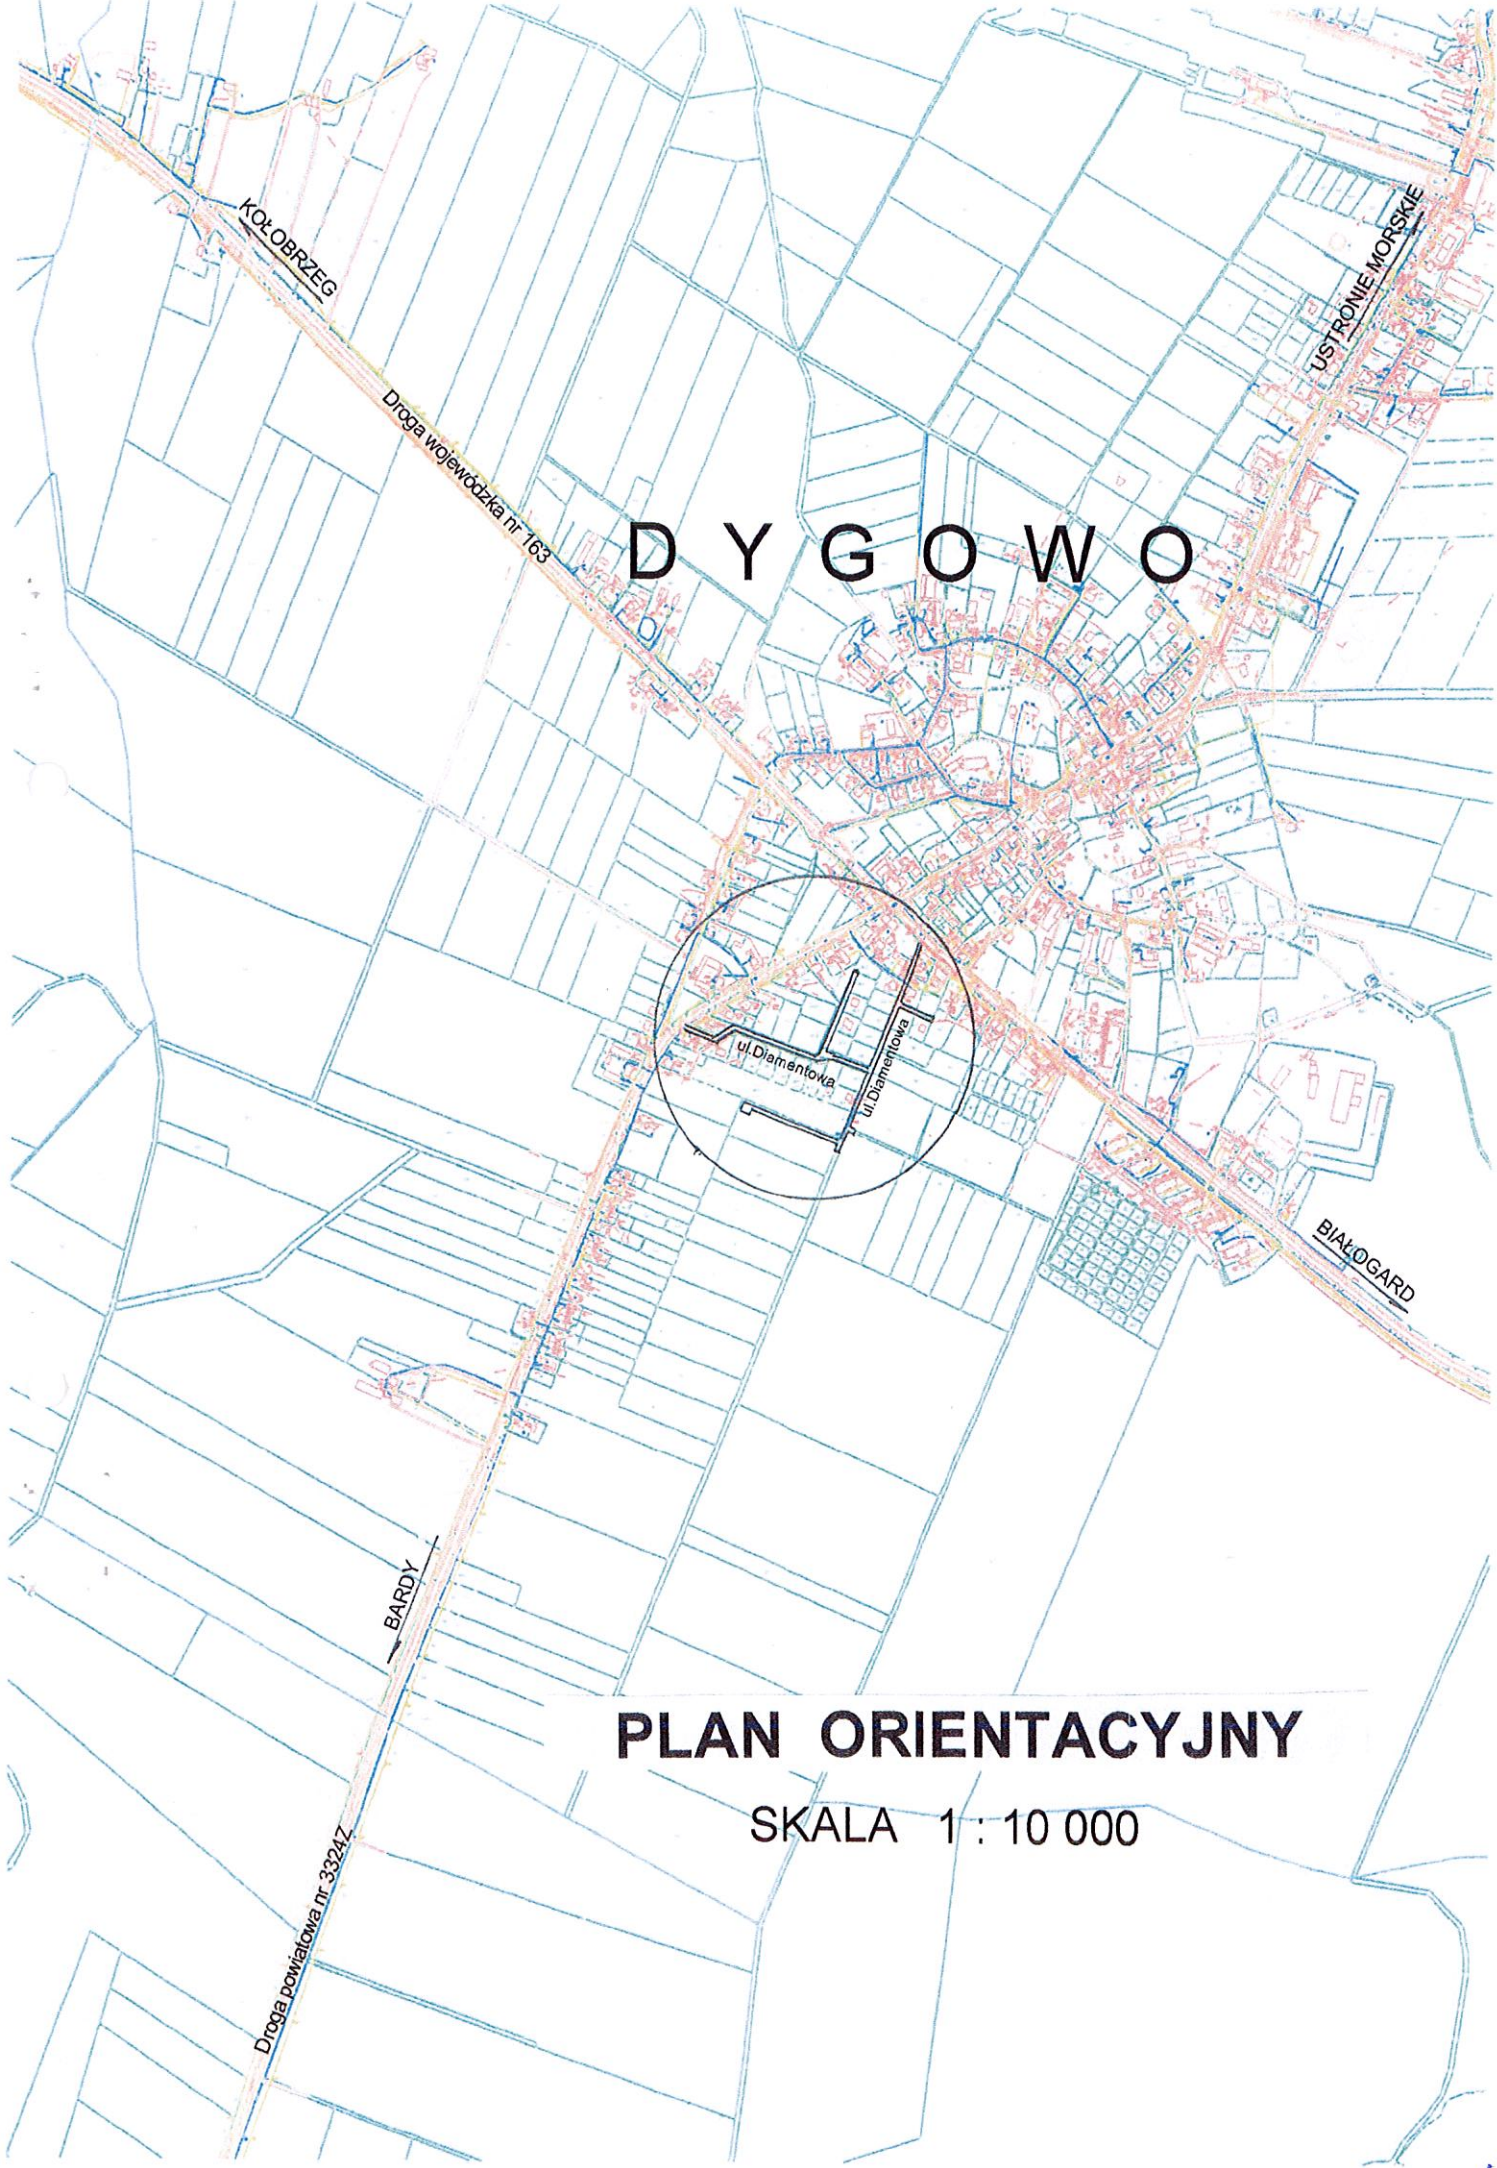 KOŁOBRZEG
USTRONIE MORSKIE
Droga wojewódzka nr 163
DYGOWO
ul.Diamentowa
ul.Diamentowa
BIAŁOGARD
BARDY
PLAN ORIENTACYJNY
SKALA 1 : 10 000
Droga powiatowa nr 3324Z